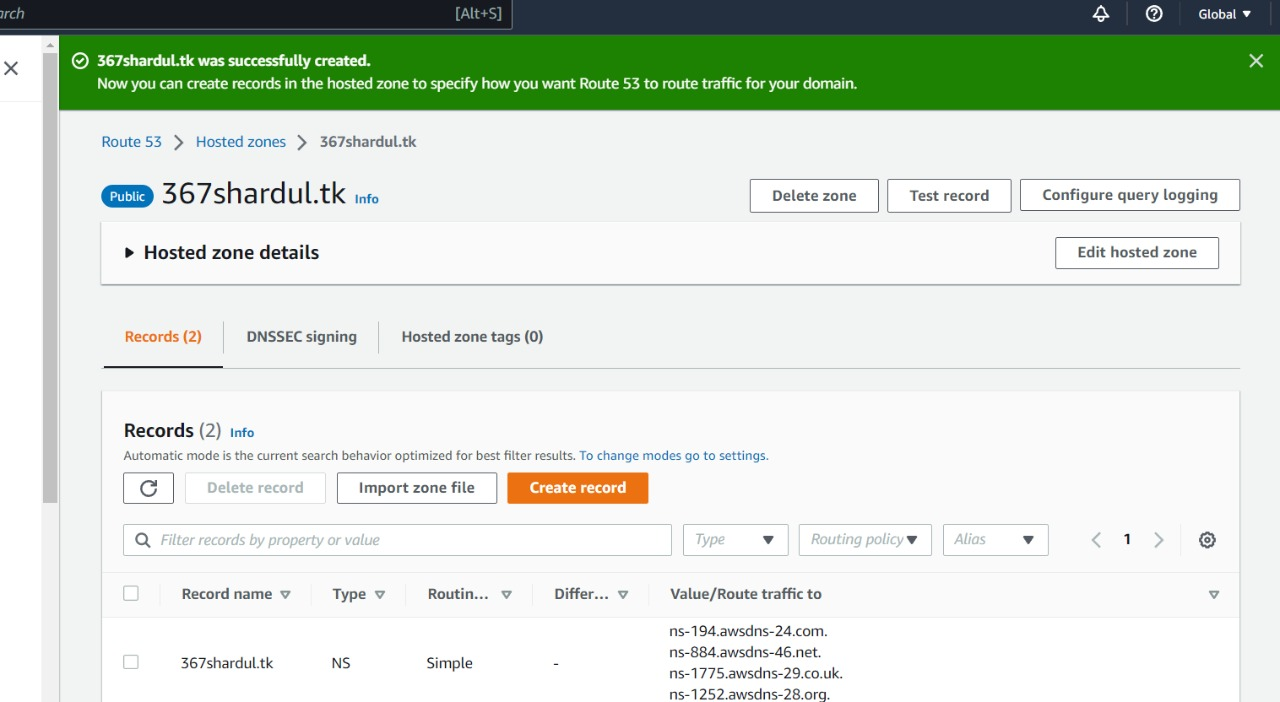 arch
[Alt+S]
Global
367shardul.tk was successfully created.
Now you can create records in the hosted zone to specify how you want Route 53 to route traffic for your domain.
Route 53 > Hosted zones > 367shardul.tk
Public 367shardul.tk Info
Delete zone
Test record
Configure query logging
Hosted zone details
Edit hosted zone
Records (2)
DNSSEC signing
Hosted zone tags (0)
Records (2) Info
Automatic mode is the current search behavior optimized for best filter results. To change modes go to settings.
Delete record
Import zone file
Create record
Filter records by property or value
Type
Routing policy
Alias
1
Record name
Type
Routin...
Differ...
Value/Route traffic to
367shardul.tk
NS
Simple
-
ns-194.awsdns-24.com.
ns-884.awsdns-46.net.
ns-1775.awsdns-29.co.uk.
ns-1252.awsdns-28.org.